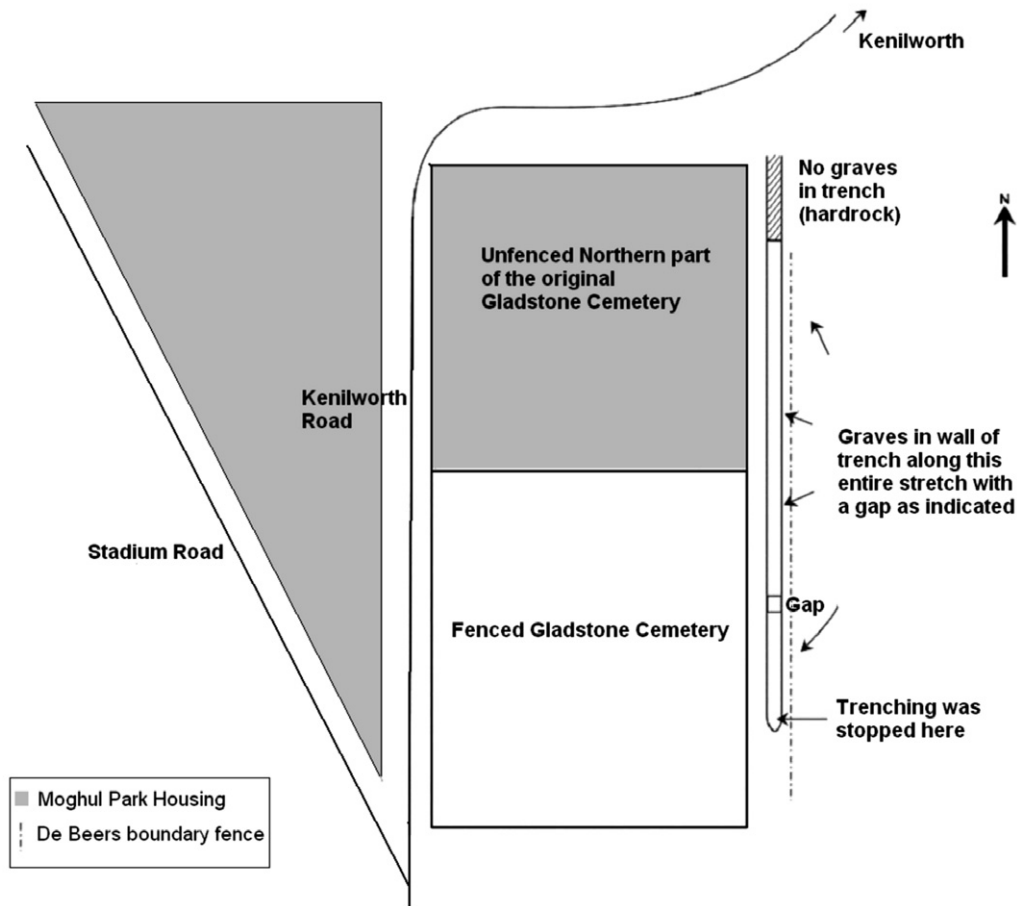 Kenilworth
No graves
in trench
(hardrock)
N
Unfenced Northern part
of the original
Gladstone Cemetery
Kenilworth
Road
Graves in wall of
trench along this
entire stretch with
a gap as indicated
Stadium Road
Gap
Fenced Gladstone Cemetery
Trenching was
stopped here
Moghul Park Housing
De Beers boundary fence